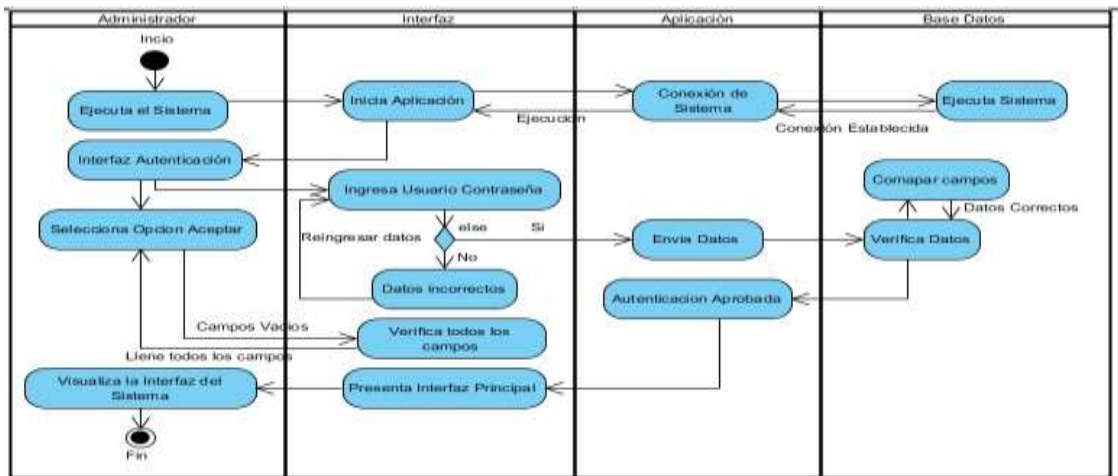 Administrador
Interfaz
Aplicación
Base Datos
Incio
Ejecuta el Sistema
Inicia Aplicación
Conexión de
Sistema
Ejecuta Sistema
Ejecución
Conexión Establecida
Interfaz Autenticación
Ingresa Usuario Contraseña
Comapar campos
Datos Correctos
Selecciona Opcion Aceptar
Reingresar datos
else
Si
Envia Datos
Verifica Datos
No
Datos incorrectos
Autenticacion Aprobada
Campos Vacios
Verifica todos los
campos
Llene todos los campos
Visualiza la Interfaz del
Sistema
Presenta Interfaz Principal
Fin